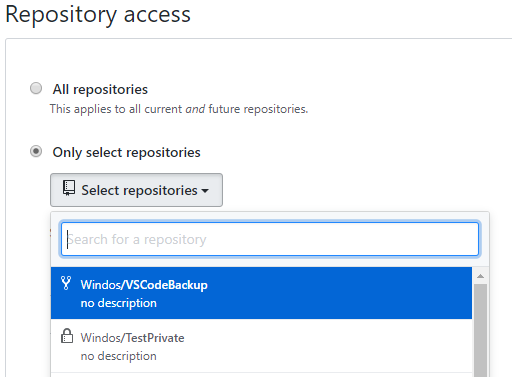 Repository access
All repositories
This applies to all current and future repositories.
Only select repositories
Select repositories
Search for a repository
Windos/VSCodeBackup
no description
Windos/TestPrivate
no description